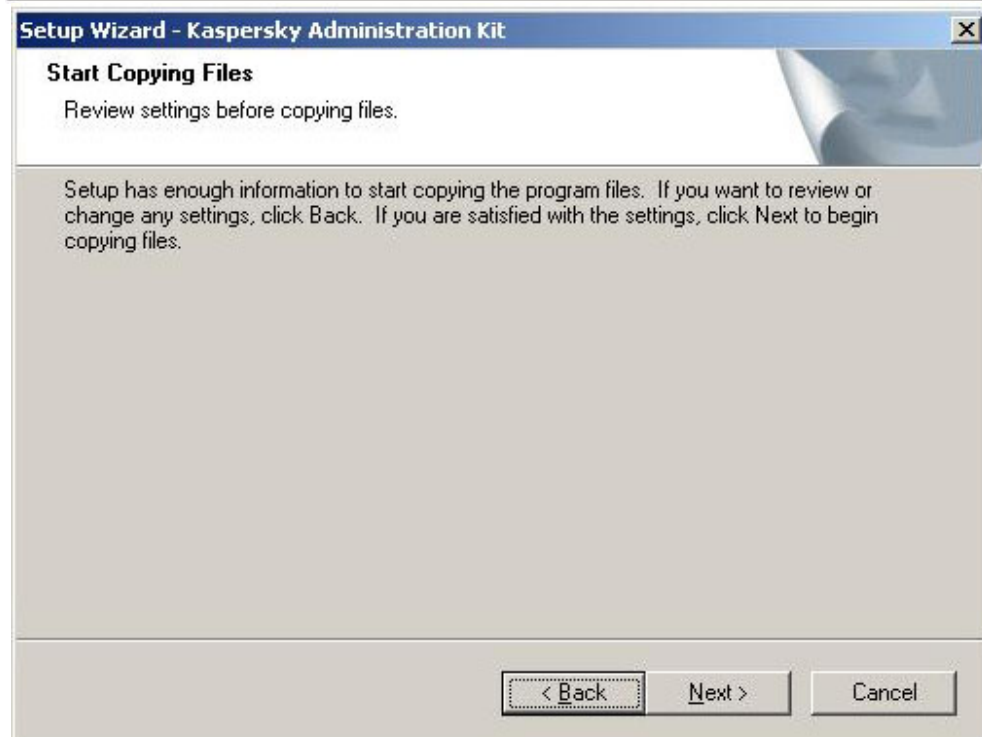 Setup Wizard - Kaspersky Administration Kit
Start Copying Files
Review settings before copying files.
Setup has enough information to start copying the program files. If you want to review or
change any settings, click Back. If you are satisfied with the settings, click Next to begin
copying files.
< Back Next > Cancel